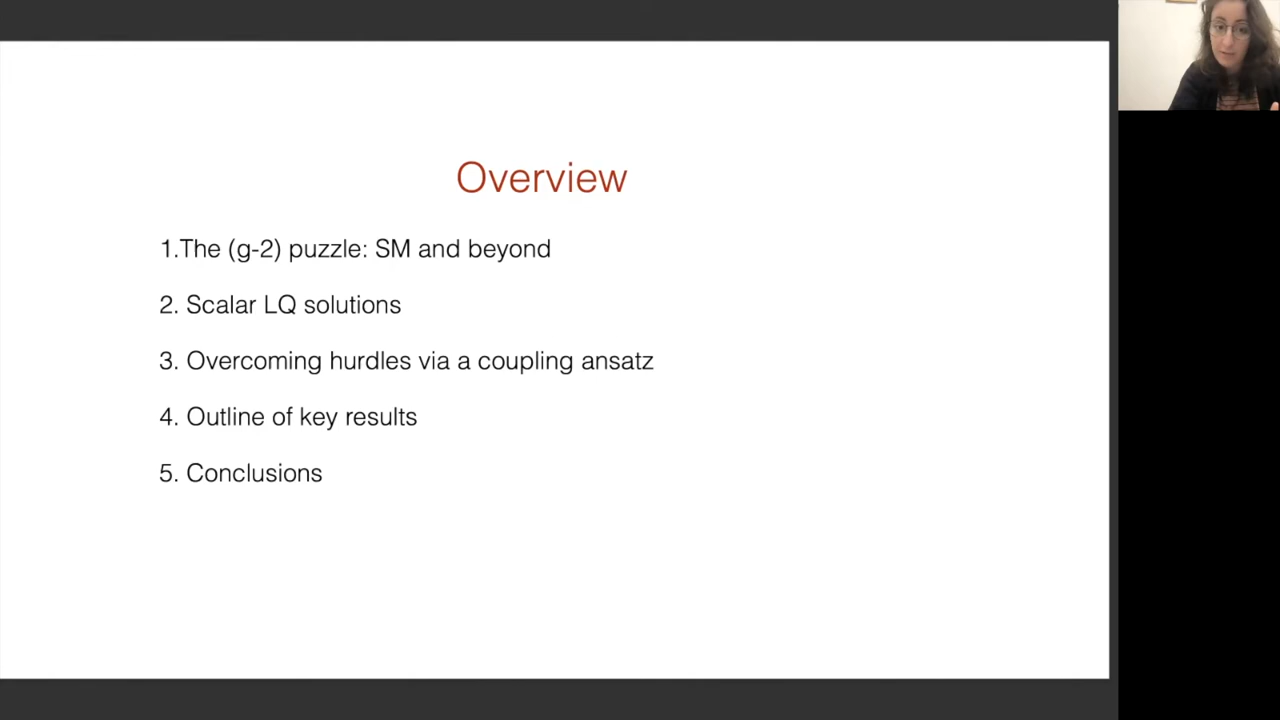 Overview
1.The (g-2) puzzle: SM and beyond
2. Scalar LQ solutions
3. Overcoming hurdles via a coupling ansatz
4. Outline of key results
5. Conclusions